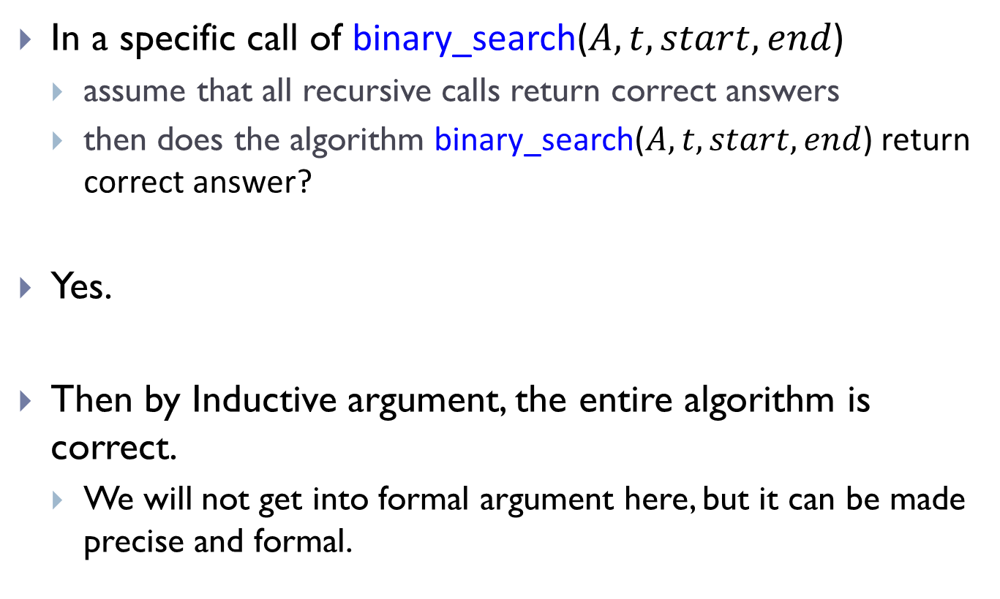 In a specific call of binary_search(A, t, start, end)
assume that all recursive calls return correct answers
then does the algorithm binary_search(A, t, start, end) return
correct answer?
Yes.
Then by Inductive argument, the entire algorithm is
correct.
We will not get into formal argument here, but it can be made
precise and formal.